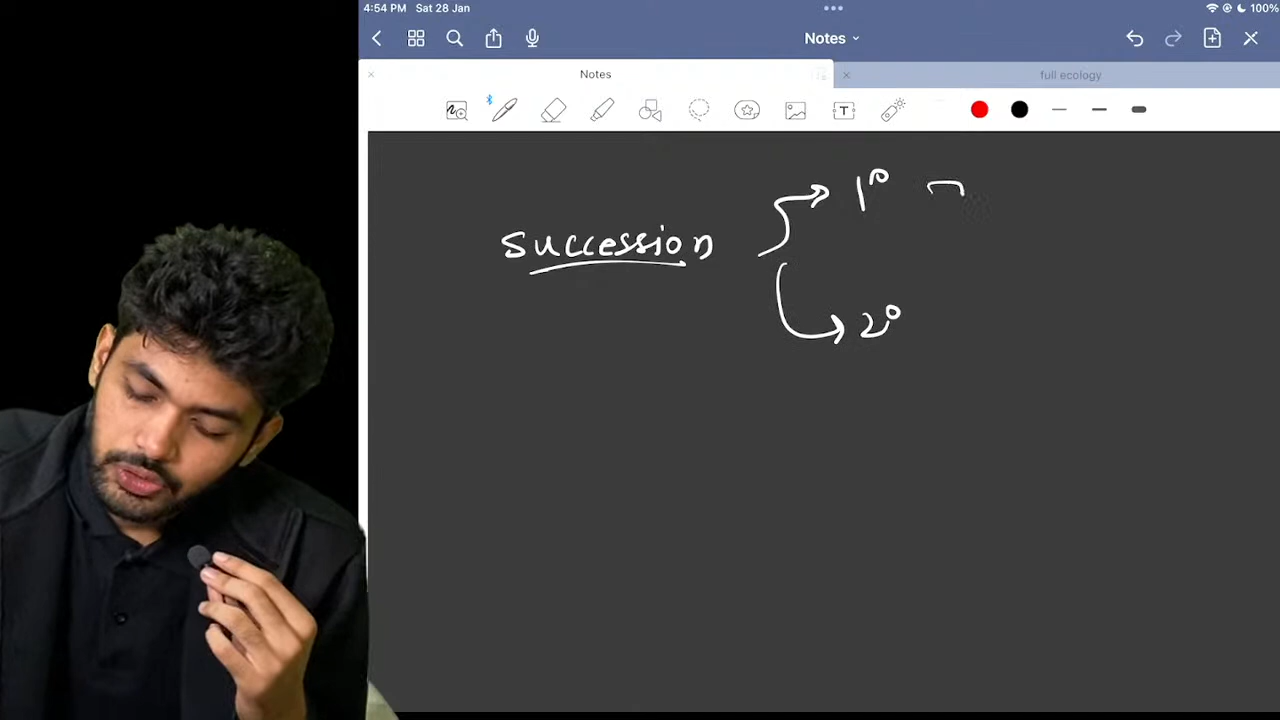 4:54 PM Sat 28 Jan
100%
Notes
Notes
full ecology
T
1°
Succession
2°